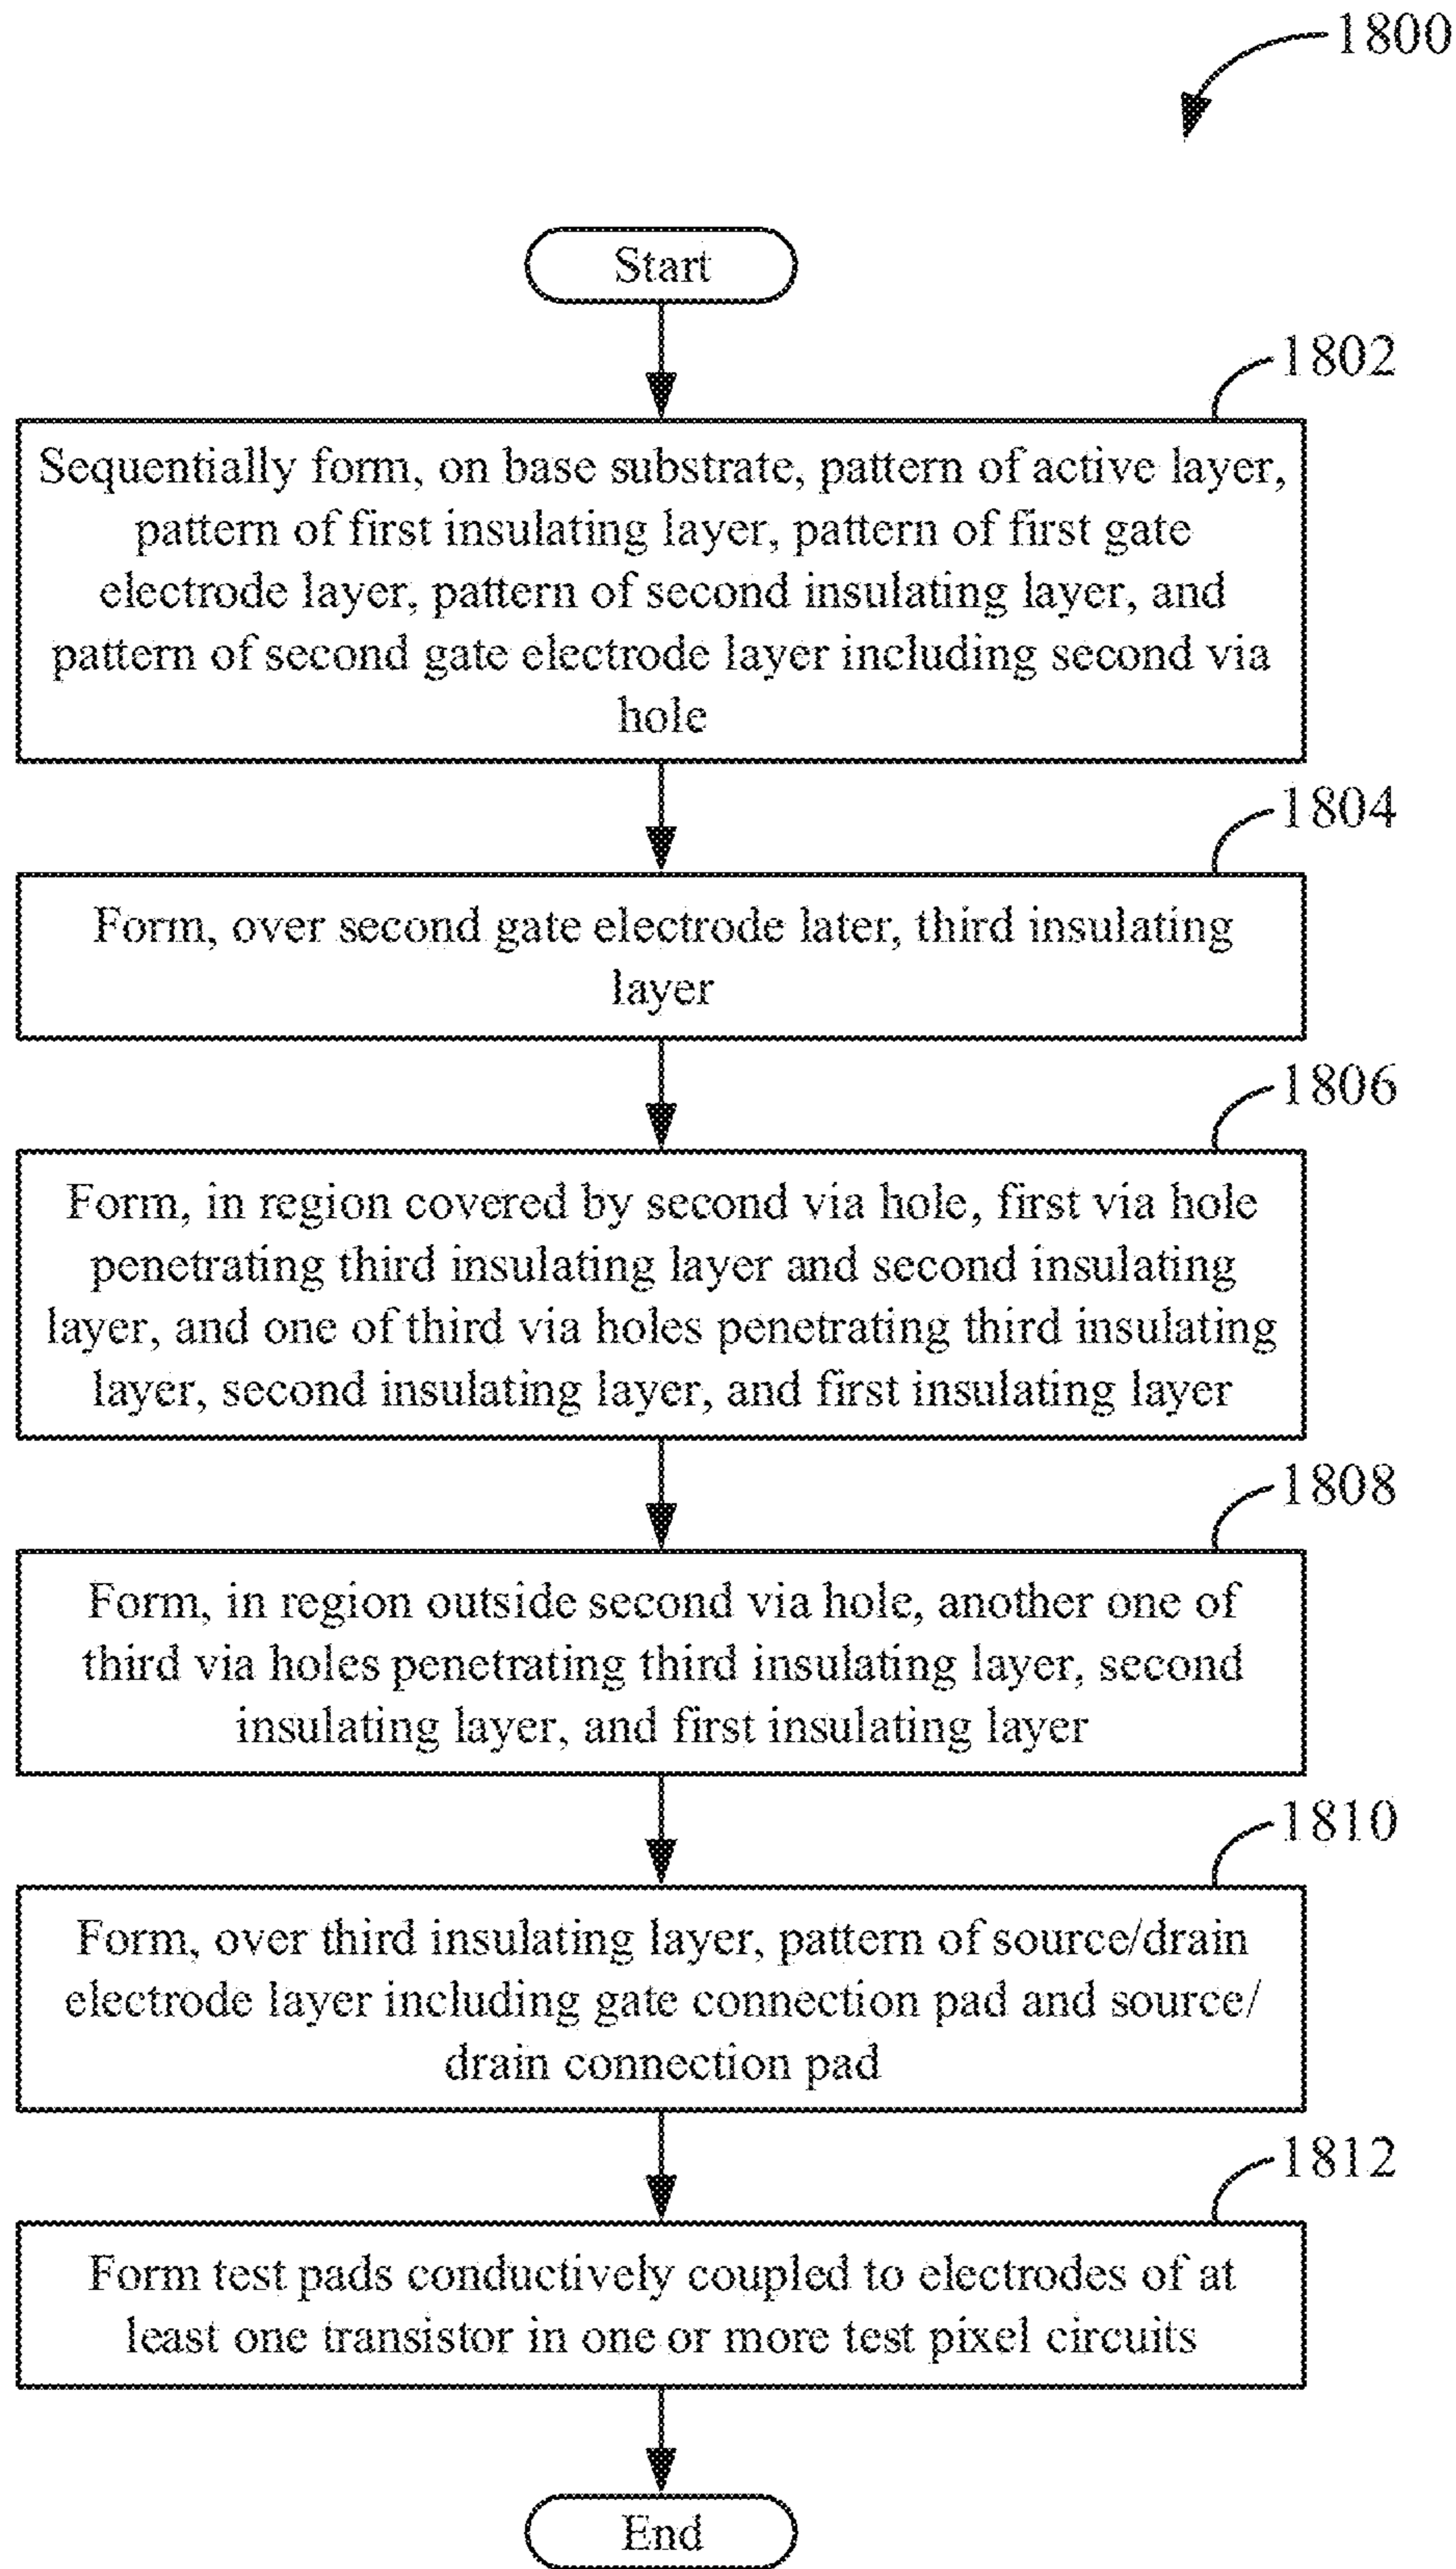 1800
Start
1802
Sequentially form, on base substrate, pattern of active layer,
pattern of first insulating layer, pattern of first gate
electrode layer, pattern of second insulating layer, and
pattern of second gate electrode layer including second via
hole
1804
Form, over second gate electrode later, third insulating
layer
1806
Form, in region covered by second via hole, first via hole
penetrating third insulating layer and second insulating
layer, and one of third via holes penetrating third insulating
layer, second insulating layer, and first insulating layer
1808
Form, in region outside second via hole, another one of
third via holes penetrating third insulating layer, second
insulating layer, and first insulating layer
1810
Form, over third insulating layer, pattern of source/drain
electrode layer including gate connection pad and source/
drain connection pad
1812
Form test pads conductively coupled to electrodes of at
least one transistor in one or more test pixel circuits
End